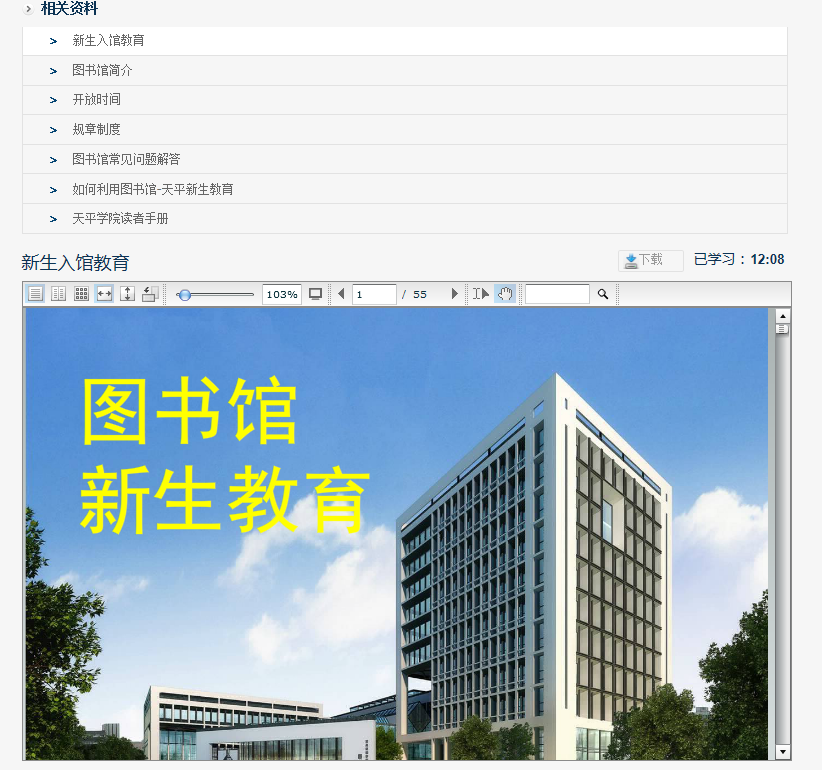 相关资料
> 新生入馆教育
> 图书馆简介
> 开放时间
> 规章制度
> 图书馆常见问题解答
> 如何利用图书馆-天平新生教育
> 天平学院读者手册
新生入馆教育 下载 已学习：12:08
103% 1 / 55
图书馆
新生教育